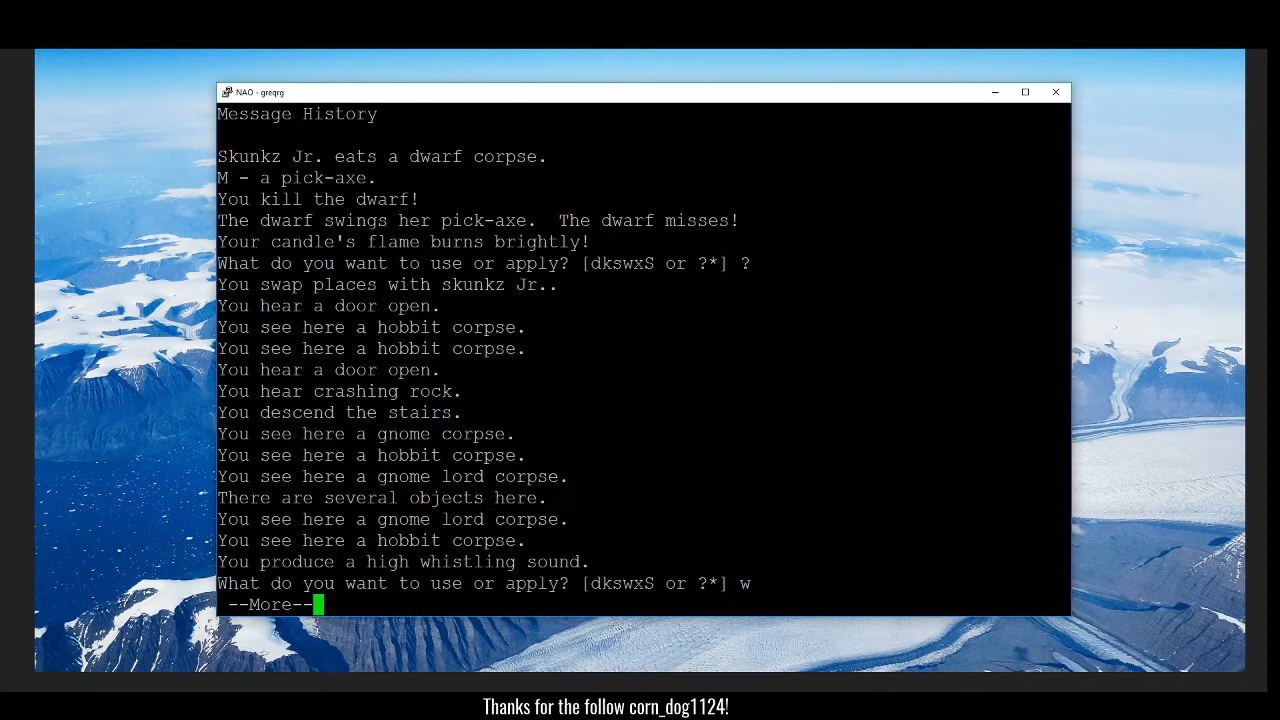 NAO - greqrg
Message History
Skunkz Jr. eats a dwarf corpse.
M - a pick-axe.
You kill the dwarf!
The dwarf swings her pick-axe.  The dwarf misses!
Your candle's flame burns brightly!
What do you want to use or apply? [dkswxS or ?*] ?
You swap places with skunkz Jr..
You hear a door open.
You see here a hobbit corpse.
You see here a hobbit corpse.
You hear a door open.
You hear crashing rock.
You descend the stairs.
You see here a gnome corpse.
You see here a hobbit corpse.
You see here a gnome lord corpse.
There are several objects here.
You see here a gnome lord corpse.
You see here a hobbit corpse.
You produce a high whistling sound.
What do you want to use or apply? [dkswxS or ?*] w
--More--
Thanks for the follow corn_dog1124!